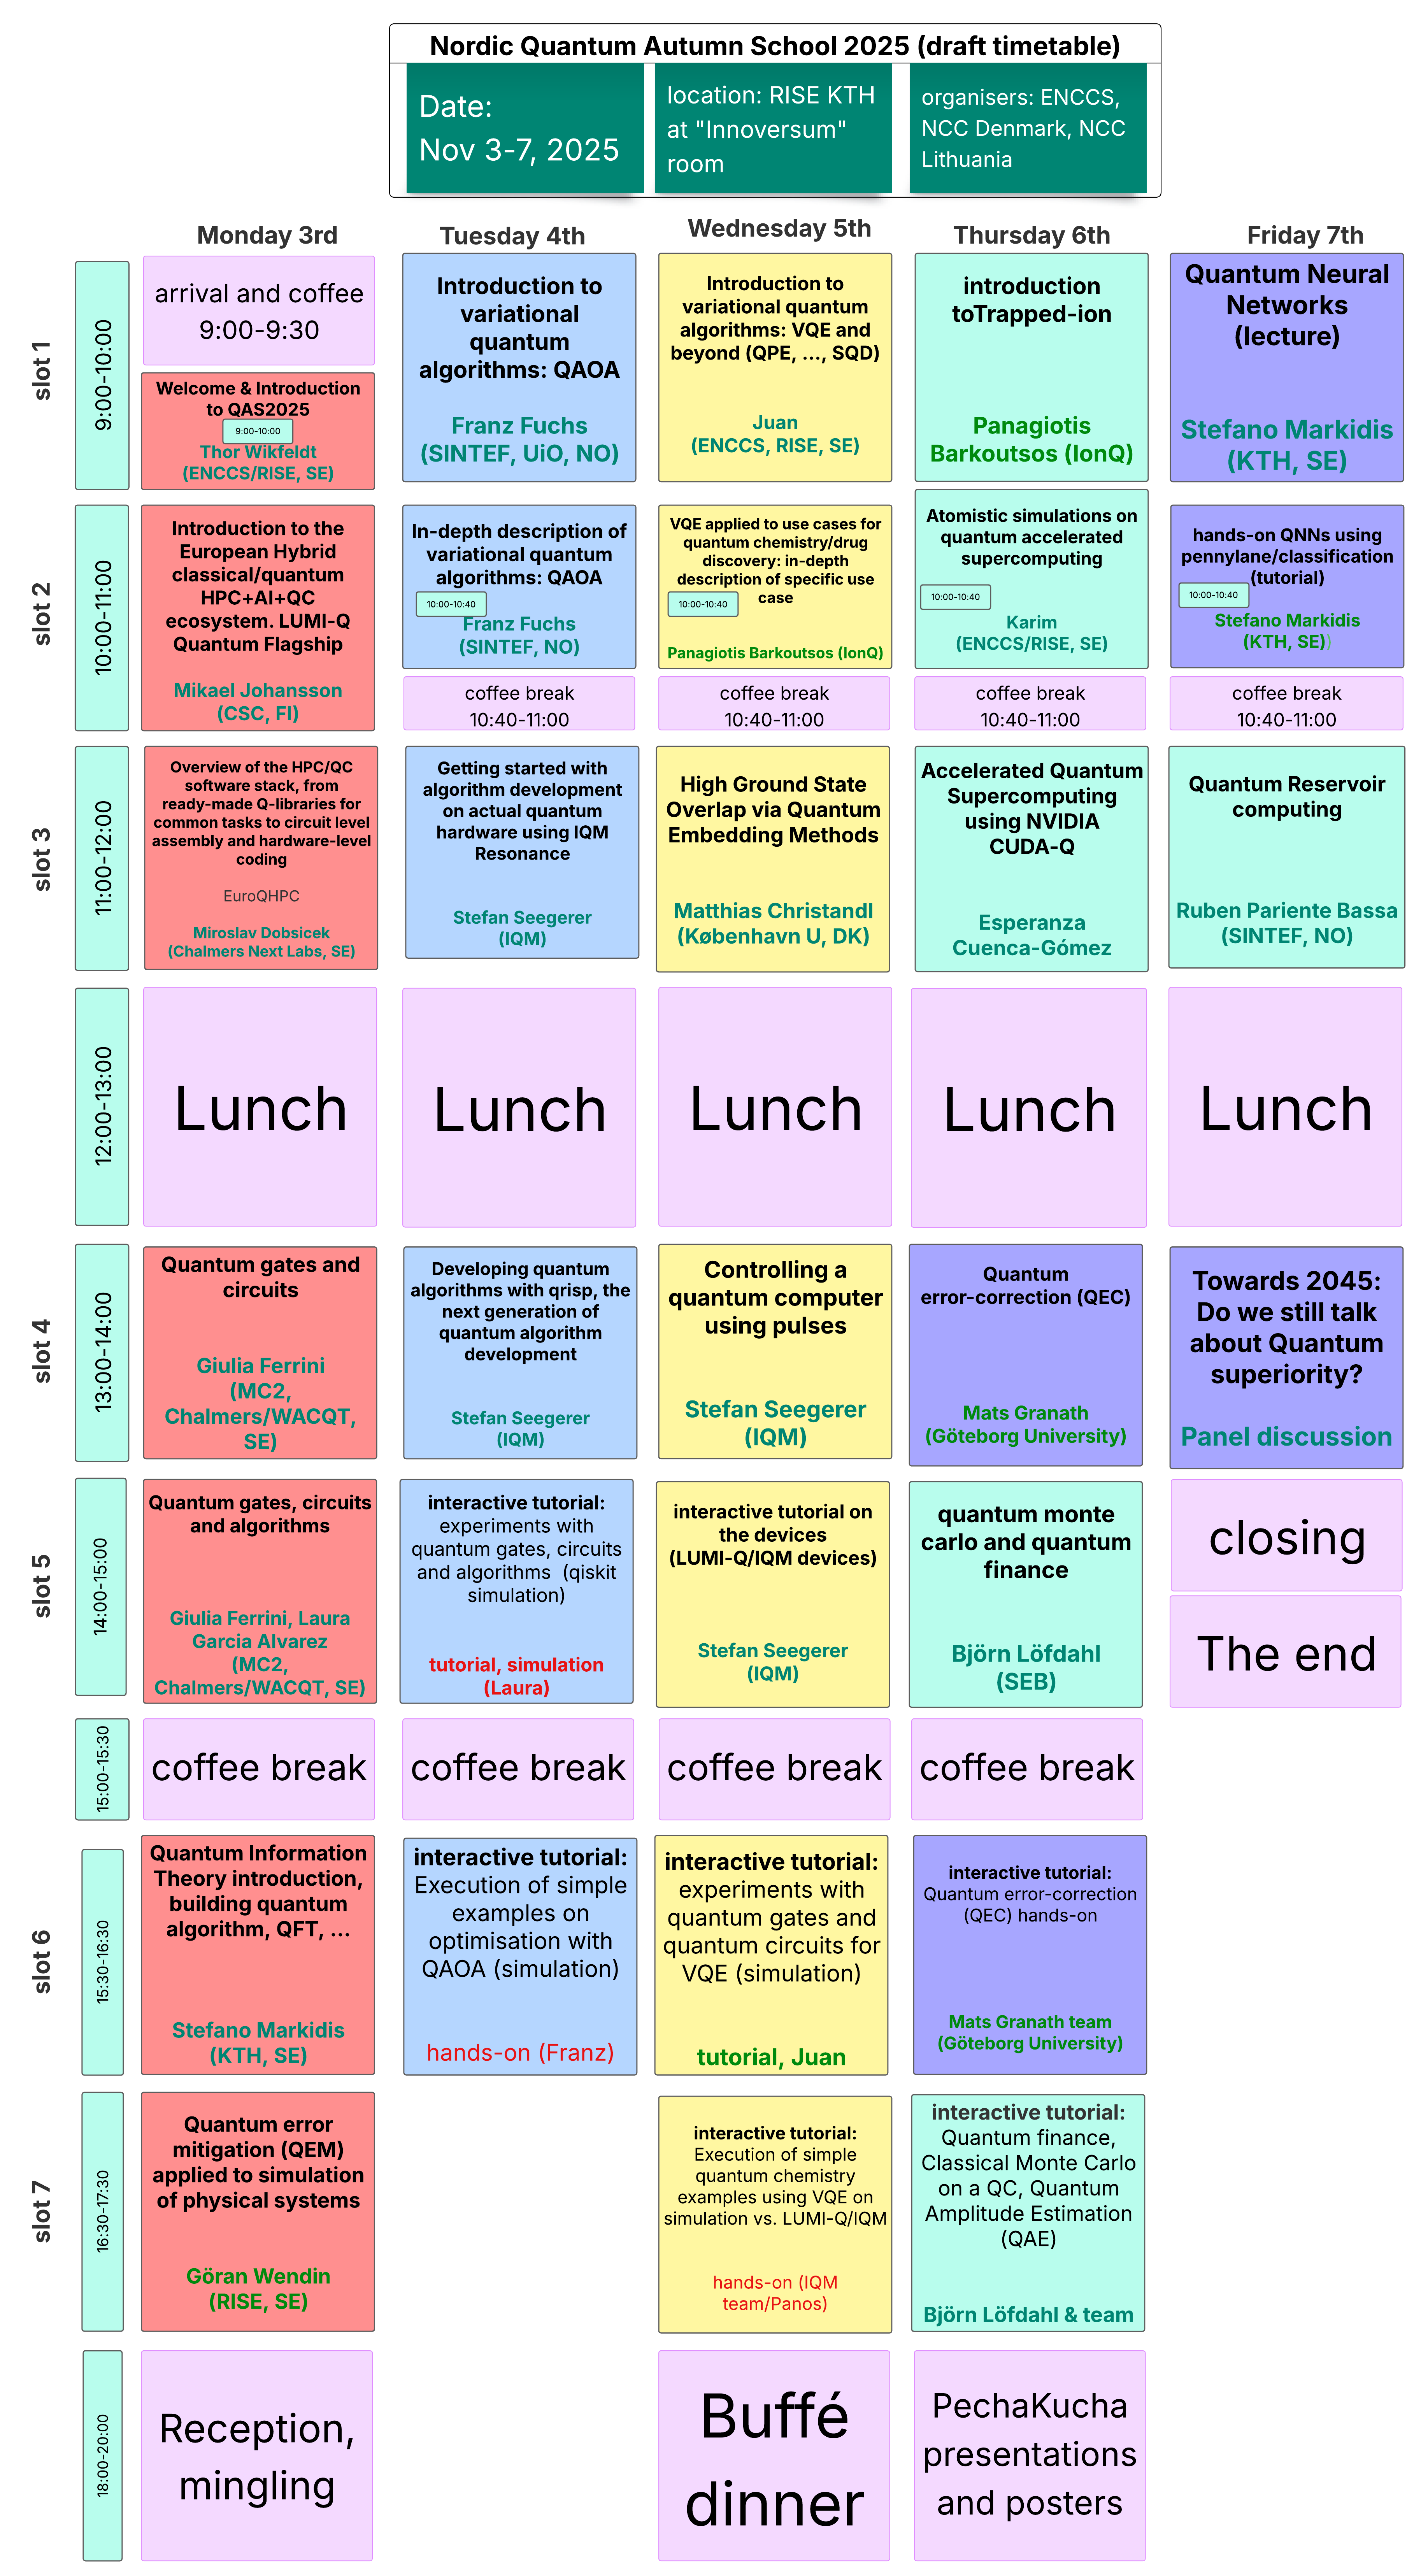 Nordic Quantum Autumn School 2025 (draft timetable)
Date:
Nov 3-7, 2025
location: RISE KTH
at "Innoversum"
room
organisers: ENCCS,
NCC Denmark, NCC
Lithuania
Monday 3rd
Tuesday 4th
Wednesday 5th
Thursday 6th
Friday 7th
slot 1
9:00-10:00
arrival and coffee
9:00-9:30
Welcome & Introduction
to QAS2025
9:00-10:00
Thor Wikfeldt
(ENCCS/RISE, SE)
Introduction to
variational
quantum
algorithms: QAOA
Franz Fuchs
(SINTEF, UiO, NO)
Introduction to
variational quantum
algorithms: VQE and
beyond (QPE, ..., SQD)
Juan
(ENCCS, RISE, SE)
introduction
toTrapped-ion
Panagiotis
Barkoutsos (IonQ)
Quantum Neural
Networks
(lecture)
Stefano Markidis
(KTH, SE)
slot 2
10:00-11:00
Introduction to the
European Hybrid
classical/quantum
HPC+AI+QC
ecosystem. LUMI-Q
Quantum Flagship
Mikael Johansson
(CSC, FI)
In-depth description of
variational quantum
algorithms: QAOA
10:00-10:40
Franz Fuchs
(SINTEF, NO)
coffee break
10:40-11:00
VQE applied to use cases for
quantum chemistry/drug
discovery: in-depth
description of specific use
case
10:00-10:40
Panagiotis Barkoutsos (IonQ)
coffee break
10:40-11:00
Atomistic simulations on
quantum accelerated
supercomputing
10:00-10:40
Karim
(ENCCS/RISE, SE)
coffee break
10:40-11:00
hands-on QNNs using
pennylane/classification
(tutorial)
10:00-10:40
Stefano Markidis
(KTH, SE))
coffee break
10:40-11:00
slot 3
11:00-12:00
Overview of the HPC/QC
software stack, from
ready-made Q-libraries for
common tasks to circuit level
assembly and hardware-level
coding
EuroQHPC
Miroslav Dobsicek
(Chalmers Next Labs, SE)
Getting started with
algorithm development
on actual quantum
hardware using IQM
Resonance
Stefan Seegerer
(IQM)
High Ground State
Overlap via Quantum
Embedding Methods
Matthias Christandl
(København U, DK)
Accelerated Quantum
Supercomputing
using NVIDIA
CUDA-Q
Esperanza
Cuenca-Gómez
Quantum Reservoir
computing
Ruben Pariente Bassa
(SINTEF, NO)
12:00-13:00
Lunch
Lunch
Lunch
Lunch
Lunch
slot 4
13:00-14:00
Quantum gates and
circuits
Giulia Ferrini
(MC2,
Chalmers/WACQT,
SE)
Developing quantum
algorithms with qrisp, the
next generation of
quantum algorithm
development
Stefan Seegerer
(IQM)
Controlling a
quantum computer
using pulses
Stefan Seegerer
(IQM)
Quantum
error-correction (QEC)
Mats Granath
(Göteborg University)
Towards 2045:
Do we still talk
about Quantum
superiority?
Panel discussion
slot 5
14:00-15:00
Quantum gates, circuits
and algorithms
Giulia Ferrini, Laura
Garcia Alvarez
(MC2,
Chalmers/WACQT, SE)
interactive tutorial:
experiments with
quantum gates, circuits
and algorithms (qiskit
simulation)
tutorial, simulation
(Laura)
interactive tutorial on
the devices
(LUMI-Q/IQM devices)
Stefan Seegerer
(IQM)
quantum monte
carlo and quantum
finance
Björn Löfdahl
(SEB)
closing
The end
15:00-15:30
coffee break
coffee break
coffee break
coffee break
slot 6
15:30-16:30
Quantum Information
Theory introduction,
building quantum
algorithm, QFT, ...
Stefano Markidis
(KTH, SE)
interactive tutorial:
Execution of simple
examples on
optimisation with
QAOA (simulation)
hands-on (Franz)
interactive tutorial:
experiments with
quantum gates and
quantum circuits for
VQE (simulation)
tutorial, Juan
interactive tutorial:
Quantum error-correction
(QEC) hands-on
Mats Granath team
(Göteborg University)
slot 7
16:30-17:30
Quantum error
mitigation (QEM)
applied to simulation
of physical systems
Göran Wendin
(RISE, SE)
interactive tutorial:
Execution of simple
quantum chemistry
examples using VQE on
simulation vs. LUMI-Q/IQM
hands-on (IQM
team/Panos)
interactive tutorial:
Quantum finance,
Classical Monte Carlo
on a QC, Quantum
Amplitude Estimation
(QAE)
Björn Löfdahl & team
18:00-20:00
Reception,
mingling
Buffé
dinner
PechaKucha
presentations
and posters